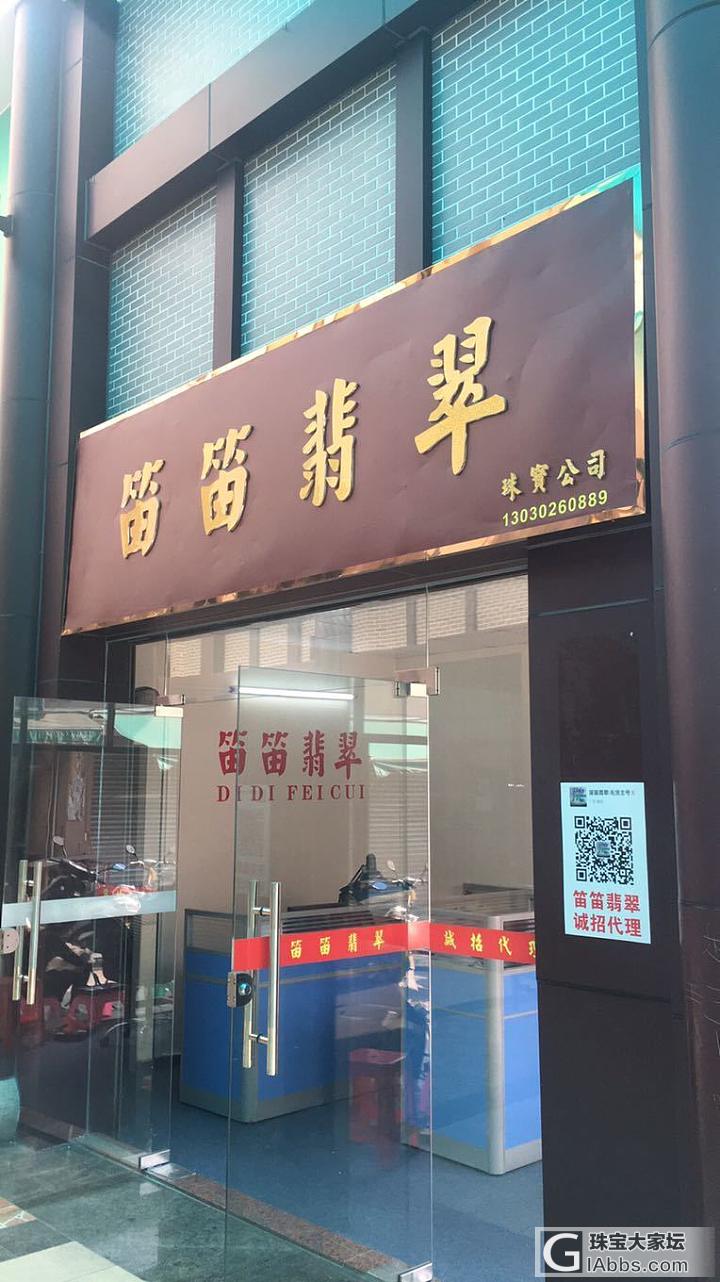 笛笛翡翠
珠寶公司
13030260889
笛笛翡翠
DI DI FEI CUI
笛笛翡翠
誠招代理
笛笛翡翠
诚招代理
珠宝大家坛
GIAbbs.com